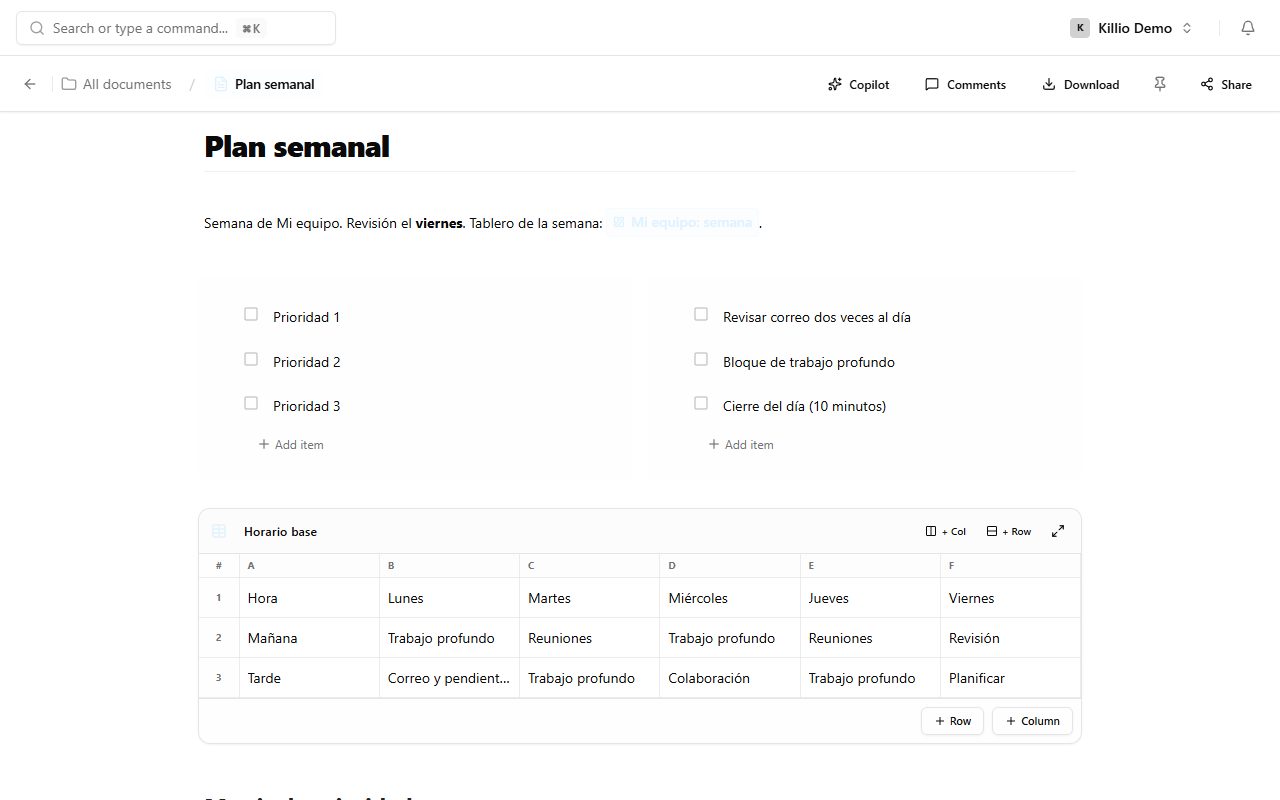 Search or type a command... ⌘K
K Killio Demo
All documents / Plan semanal
Copilot
Comments
Download
Share
Plan semanal
Semana de Mi equipo. Revisión el viernes. Tablero de la semana: Mi equipo: semana .
Prioridad 1
Prioridad 2
Prioridad 3
+ Add item
Revisar correo dos veces al día
Bloque de trabajo profundo
Cierre del día (10 minutos)
+ Add item
Horario base
+ Col
+ Row
# A B C D E F
1 Hora Lunes Martes Miércoles Jueves Viernes
2 Mañana Trabajo profundo Reuniones Trabajo profundo Reuniones Revisión
3 Tarde Correo y pendient... Trabajo profundo Colaboración Trabajo profundo Planificar
+ Row
+ Column